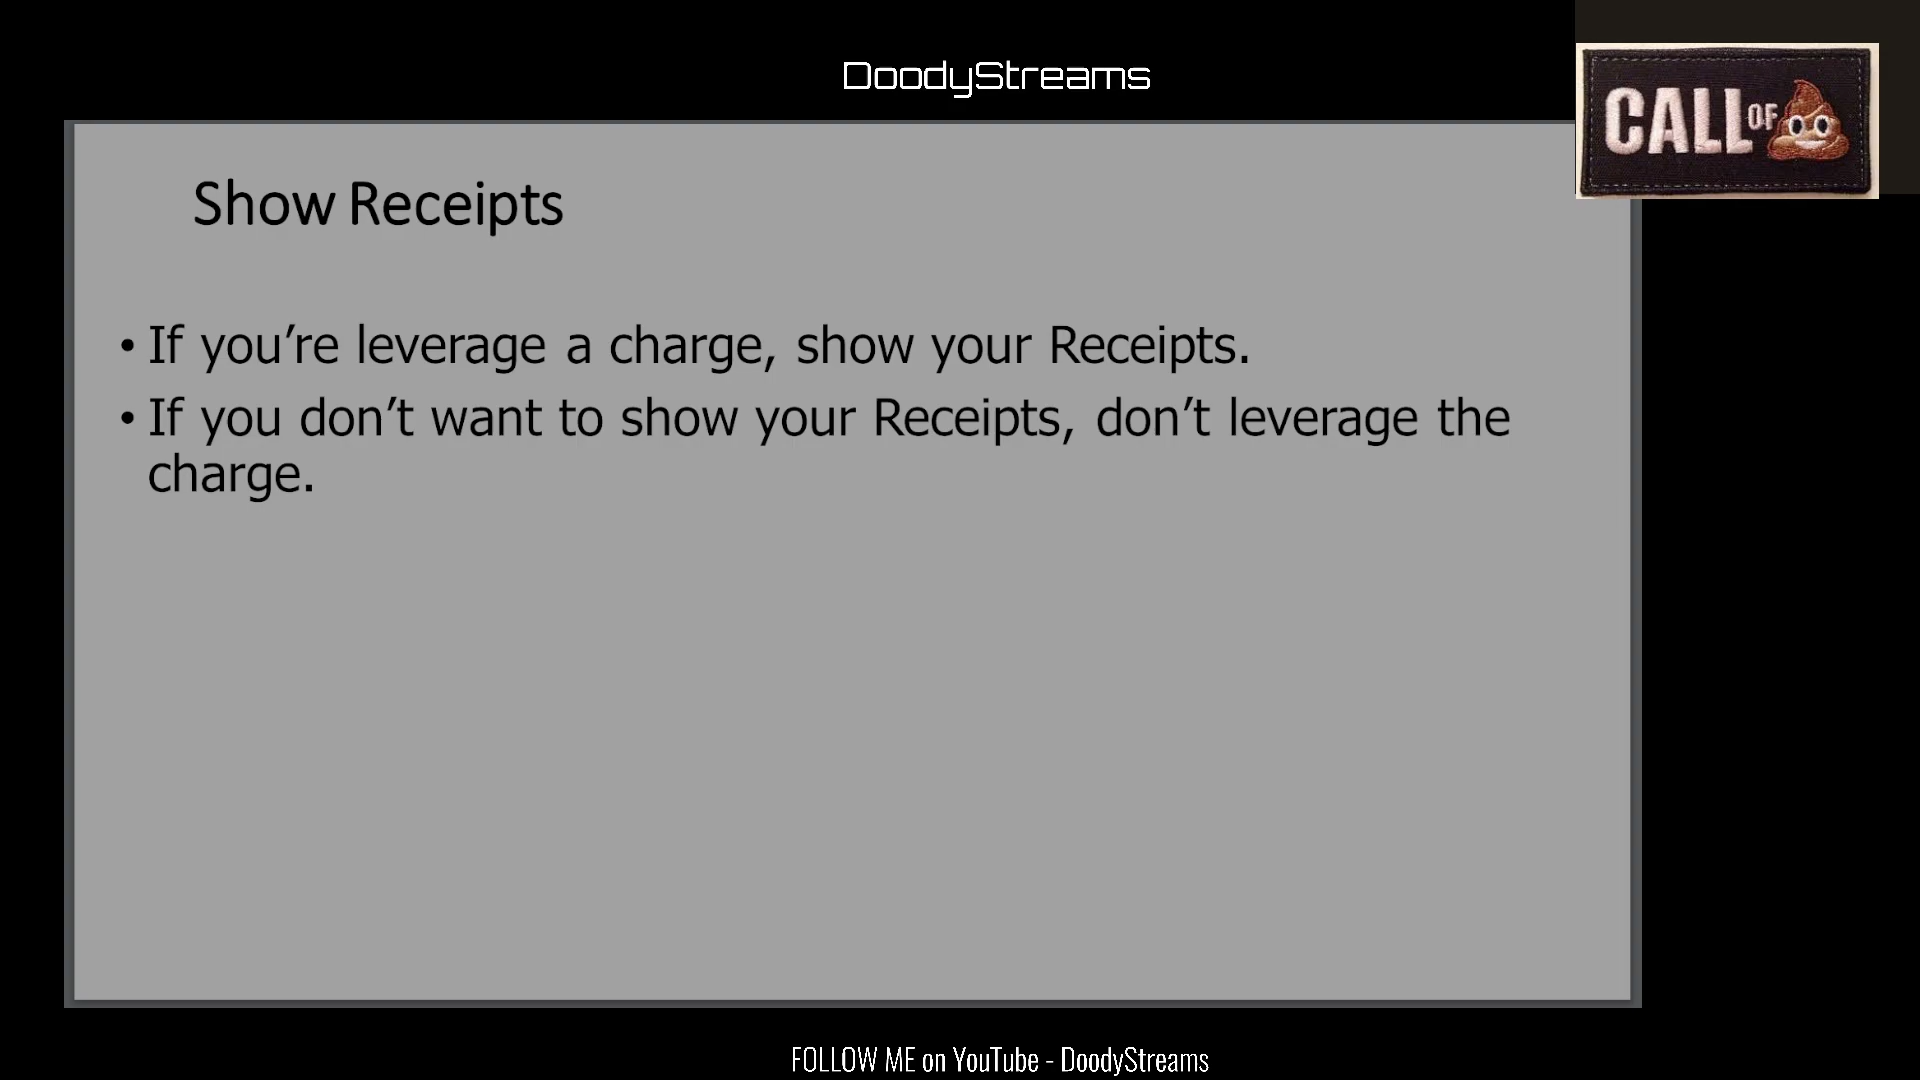 DoodyStreams
CALL OF
Show Receipts
• If you’re leverage a charge, show your Receipts.
• If you don’t want to show your Receipts, don’t leverage the
charge.
FOLLOW ME on YouTube - DoodyStreams